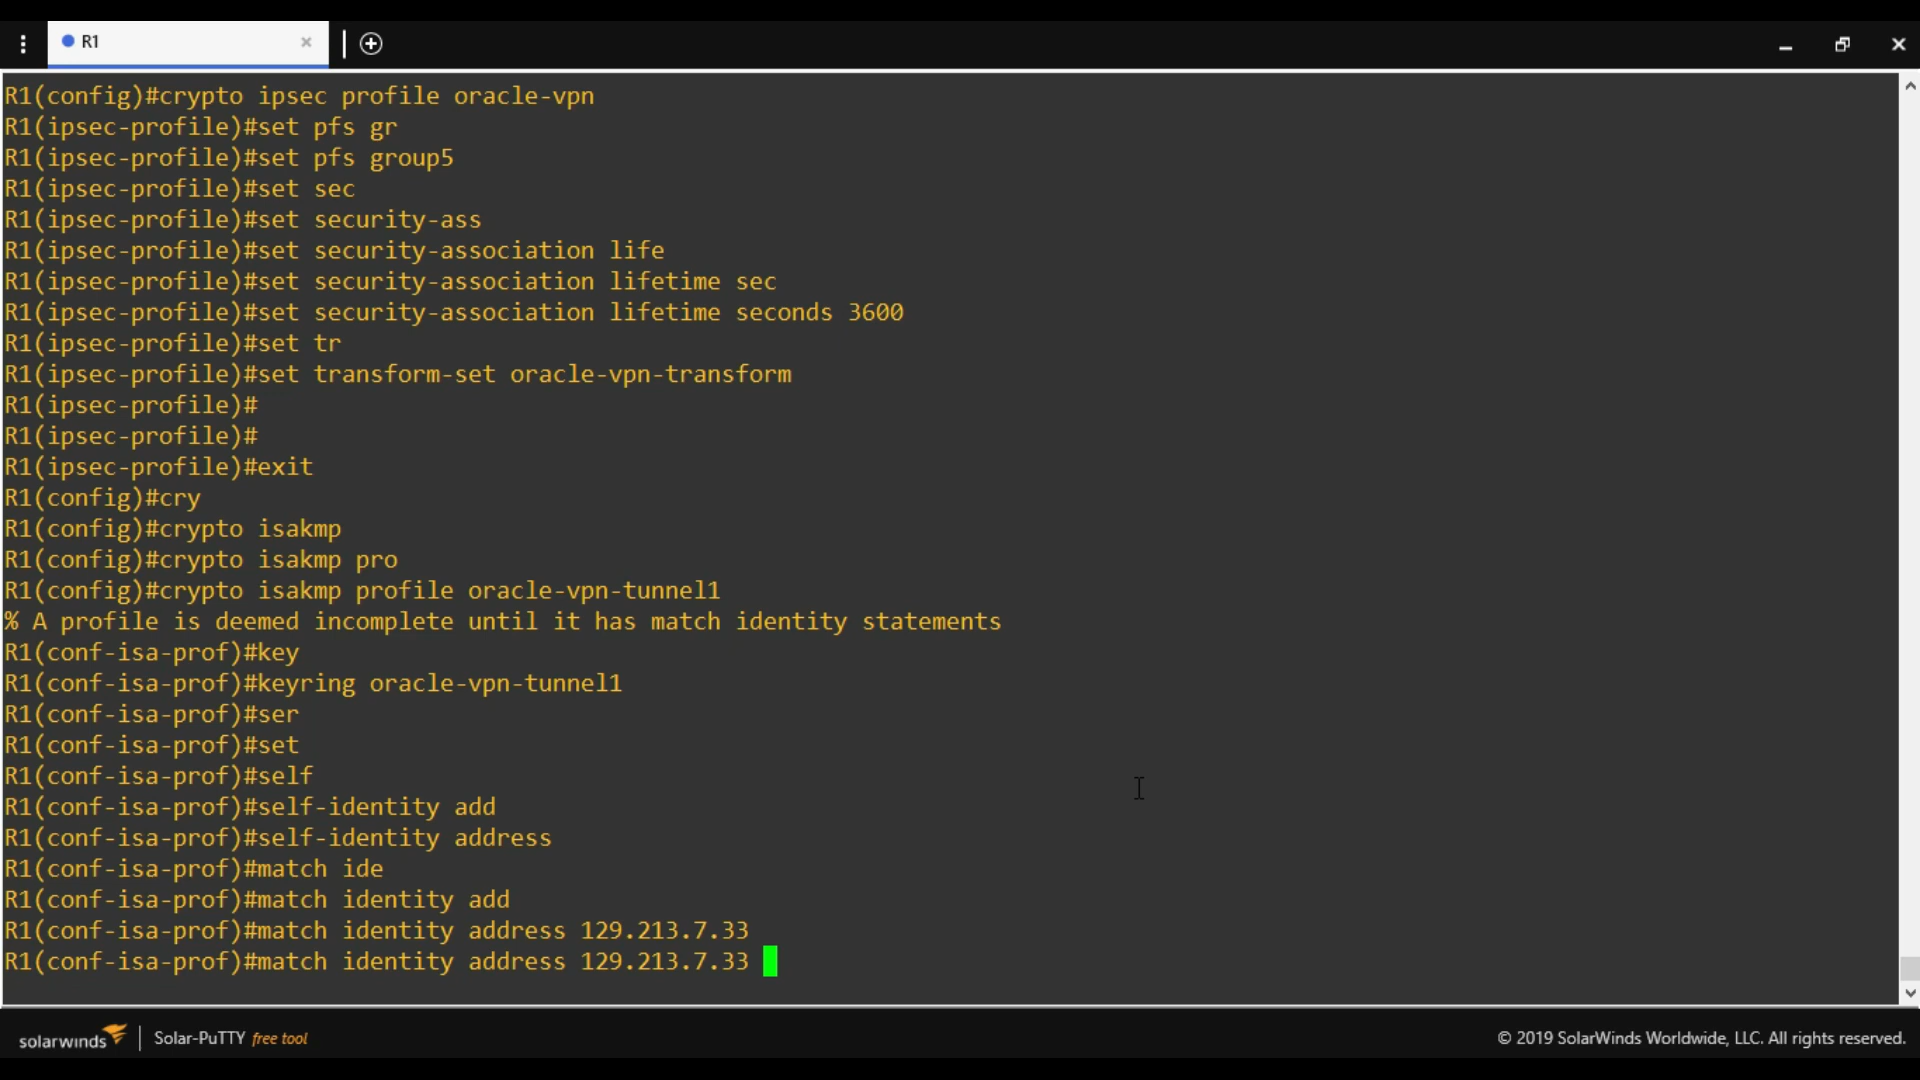 R1
R1(config)#crypto ipsec profile oracle-vpn
R1(ipsec-profile)#set pfs gr
R1(ipsec-profile)#set pfs group5
R1(ipsec-profile)#set sec
R1(ipsec-profile)#set security-ass
R1(ipsec-profile)#set security-association life
R1(ipsec-profile)#set security-association lifetime sec
R1(ipsec-profile)#set security-association lifetime seconds 3600
R1(ipsec-profile)#set tr
R1(ipsec-profile)#set transform-set oracle-vpn-transform
R1(ipsec-profile)#
R1(ipsec-profile)#
R1(ipsec-profile)#exit
R1(config)#cry
R1(config)#crypto isakmp
R1(config)#crypto isakmp pro
R1(config)#crypto isakmp profile oracle-vpn-tunnel1
% A profile is deemed incomplete until it has match identity statements
R1(conf-isa-prof)#key
R1(conf-isa-prof)#keyring oracle-vpn-tunnel1
R1(conf-isa-prof)#ser
R1(conf-isa-prof)#set
R1(conf-isa-prof)#self
R1(conf-isa-prof)#self-identity add
R1(conf-isa-prof)#self-identity address
R1(conf-isa-prof)#match ide
R1(conf-isa-prof)#match identity add
R1(conf-isa-prof)#match identity address 129.213.7.33
R1(conf-isa-prof)#match identity address 129.213.7.33
solarwinds | Solar-PuTTY free tool
© 2019 SolarWinds Worldwide, LLC. All rights reserved.